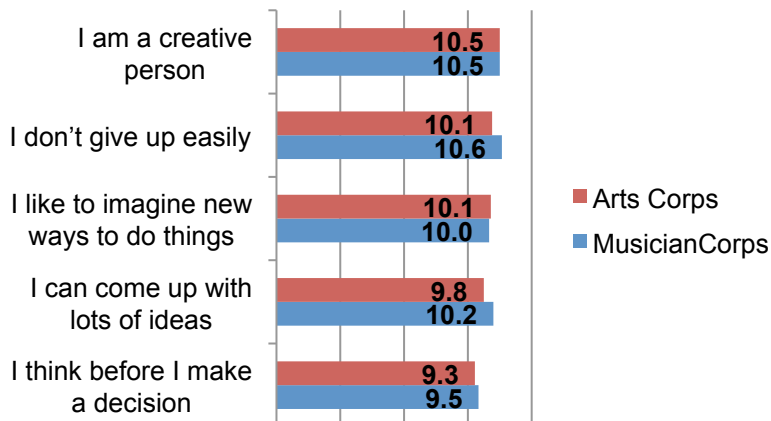 I am a creative
person
10.5
10.5
I don't give up easily
10.1
10.6
I like to imagine new
ways to do things
10.1
10.0
I can come up with
lots of ideas
9.8
10.2
I think before I make
a decision
9.3
9.5
Arts Corps
MusicianCorps